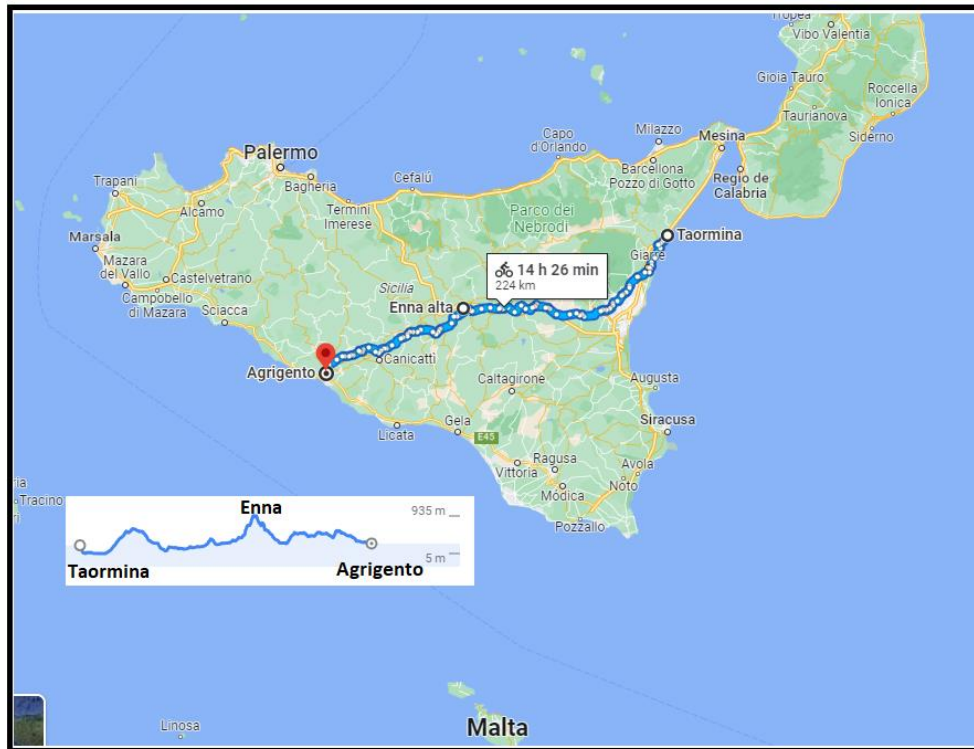 Tropea
Vibo Valentia
Gioia Tauro
Roccella
Ionica
Taurianova
Siderno
Capo
d'Orlando
Milazzo
Mesina
Palermo
Barcellona
Pozzo di Gotto
Bagheria
Cefalú
Regio de
Calabria
Trapani
Alcamo
Termini
Imerese
Parco dei
Nebrodi
Marsala
Taormina
Giarre
Mazara
del Vallo
Castelvetrano
14 h 26 min
224 km
Campobello
di Mazara
Sicilia
Sciacca
Enna alta
Canicatti
Agrigento
Caltagirone
Augusta
Licata
Gela
E45
Siracusa
Ragusa
Vittoria
Avola
Noto
Módica
Tracino
Pozzallo
Enna
935 m
5 m
Taormina
Agrigento
Linosa
Malta